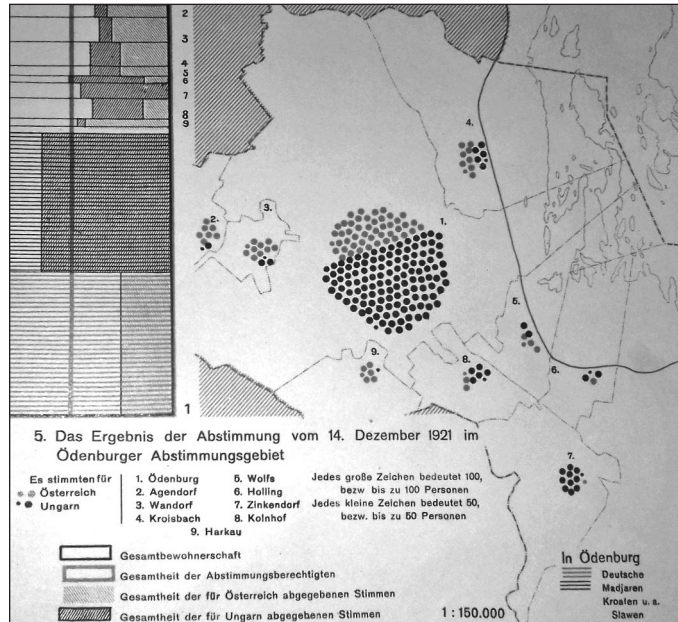 2
3
4
5
6
7
8
9
1
4.
3.
2.
1.
5.
9.
8.
6.
7.
5. Das Ergebnis der Abstimmung vom 14. Dezember 1921 im
Ödenburger Abstimmungsgebiet
Es stimmten für
Österreich
Ungarn
1. Ödenburg
2. Agendorf
3. Wandorf
4. Kroisbach
5. Wolfs
6. Holling
7. Zinkendorf
8. Kolnhof
9. Harkau
Jedes große Zeichen bedeutet 100,
bezw bis zu 100 Personen
Jedes kleine Zeichen bedeutet 50,
bezw. bis zu 50 Personen
Gesamtbewohnerschaft
Gesamtheit der Abstimmungsberechtigten
Gesamtheit der für Österreich abgegebenen Stimmen
Gesamtheit der für Ungarn abgegebenen Stimmen
1 : 150.000
In Ödenburg
Deutsche
Madjaren
Kroaten u. a.
Slawen